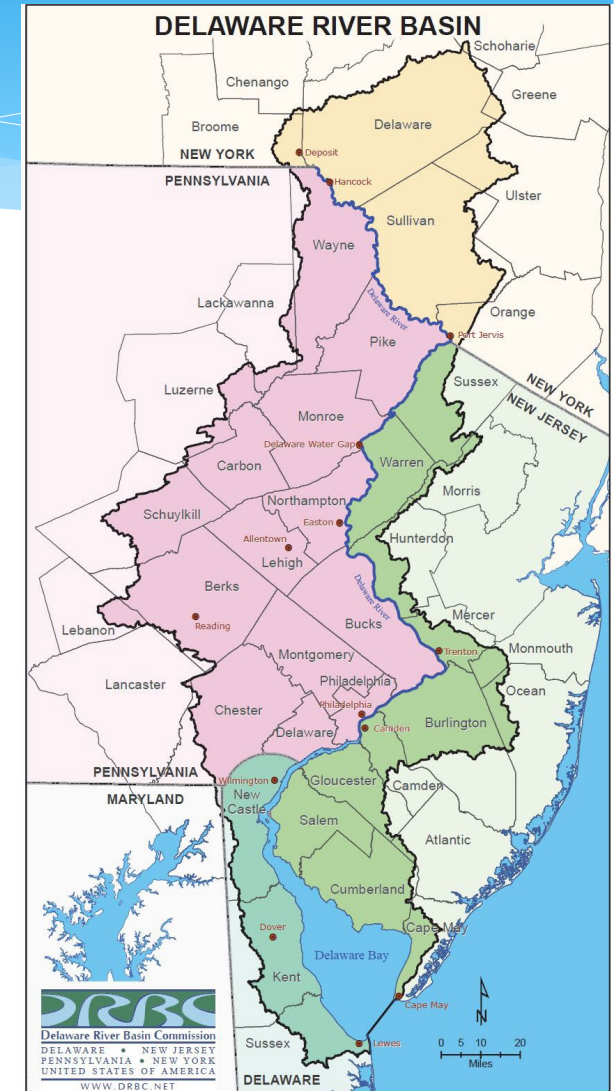 DELAWARE RIVER BASIN
Schoharie
Chenango
Greene
Broome
Delaware
Deposit
NEW YORK
PENNSYLVANIA
Hancock
Ulster
Sullivan
Wayne
Lackawanna
Delaware River
Orange
Port Jervis
Pike
Luzerne
Sussex
NEW YORK
NEW JERSEY
Monroe
Delaware Water Gap
Warren
Carbon
Morris
Northampton
Schuylkill
Easton
Hunterdon
Allentown
Lehigh
Delaware River
Berks
Mercer
Bucks
Reading
Lebanon
Trenton
Monmouth
Montgomery
Lancaster
Philadelphia
Ocean
Philadelphia
Chester
Burlington
Delaware
Camden
PENNSYLVANIA
Wilmington
Gloucester
Camden
MARYLAND
New
Castle
Salem
Atlantic
Cumberland
Dover
Cape May
Delaware Bay
Kent
Cape May
N
DRBC
Delaware River Basin Commission
DELAWARE • NEW JERSEY
PENNSYLVANIA • NEW YORK
UNITED STATES OF AMERICA
WWW.DRBC.NET
Sussex
Lewes
0 5 10 20
Miles
DELAWARE